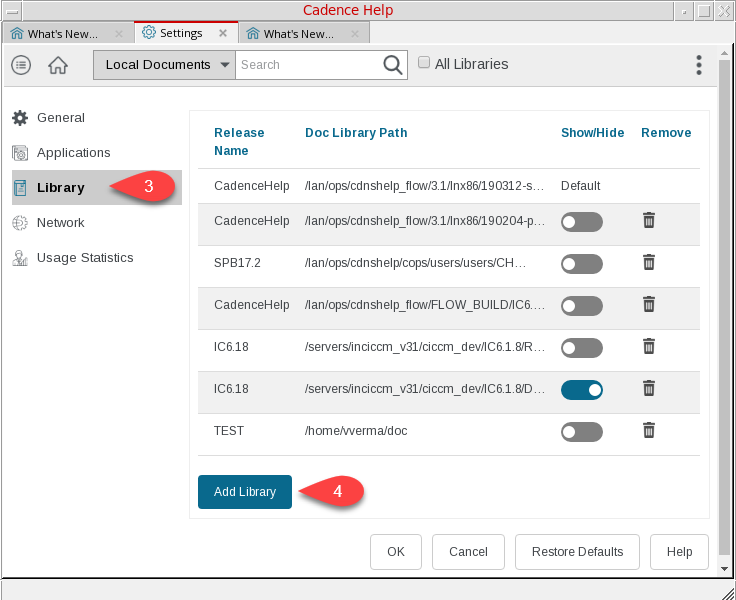 Cadence Help
What's New...
Settings
What's New...
Local Documents
Search
All Libraries
General
Applications
Library
Network
Usage Statistics
3
Release Name Doc Library Path Show/Hide Remove
CadenceHelp /lan/ops/cdnshelp_flow/3.1/lnx86/190312-s... Default
CadenceHelp /lan/ops/cdnshelp_flow/3.1/lnx86/190204-p...
SPB17.2 /lan/ops/cdnshelp/cops/users/users/CH...
CadenceHelp /lan/ops/cdnshelp_flow/FLOW_BUILD/IC6....
IC6.18 /servers/inciccm_v31/ciccm_dev/IC6.1.8/R...
IC6.18 /servers/inciccm_v31/ciccm_dev/IC6.1.8/D...
TEST /home/vverma/doc
Add Library
4
OK
Cancel
Restore Defaults
Help